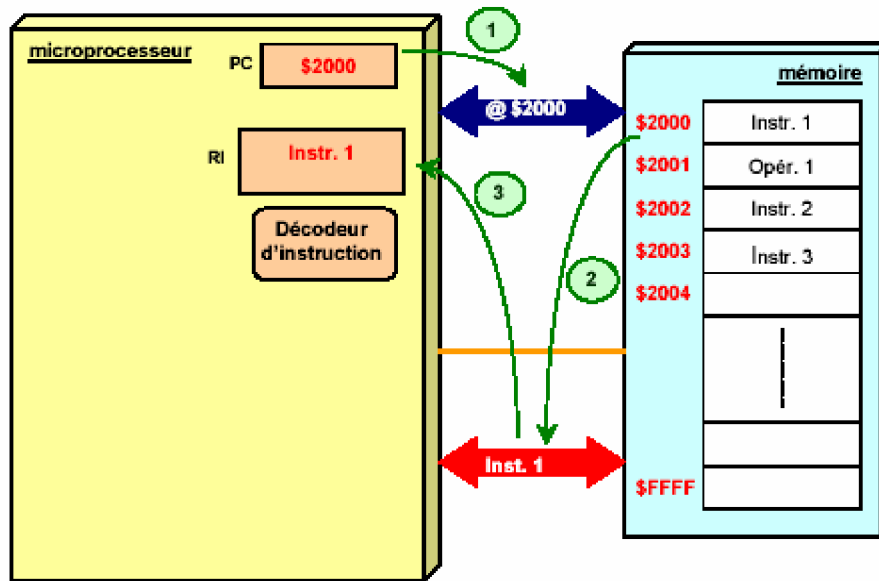 microprocesseur
PC
$2000
1
@ $2000
mémoire
$2000
Instr. 1
RI
Instr. 1
$2001
Opér. 1
3
$2002
Instr. 2
Décodeur
d'instruction
$2003
İnstr. 3
2
$2004
Inst. 1
$FFFF